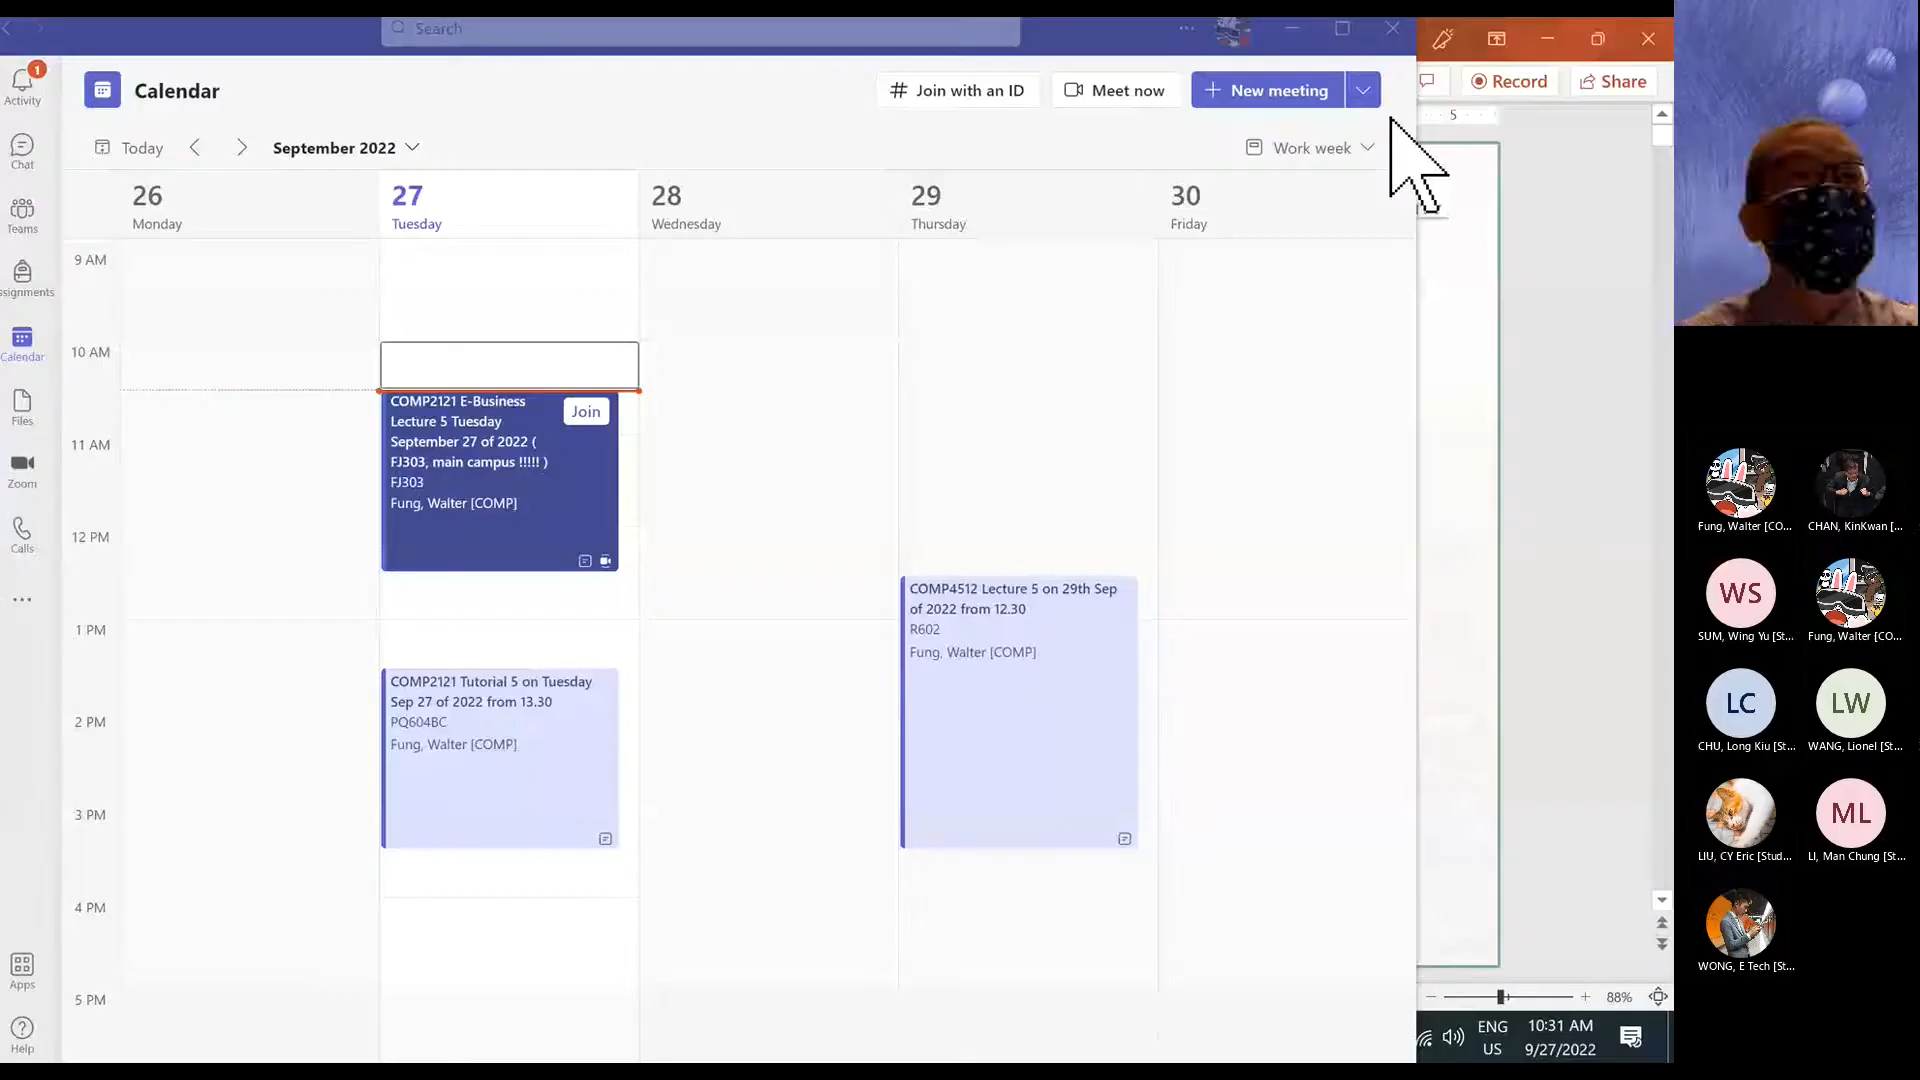 Search
1
Activity
Calendar
Join with an ID
Meet now
New meeting
Record
Share
5
Chat
Today
September 2022
Work week
Teams
26
Monday
27
Tuesday
28
Wednesday
29
Thursday
30
Friday
ssignments
Calendar
Files
Zoom
Calls
Apps
Help
9 AM
10 AM
11 AM
12 PM
1 PM
2 PM
3 PM
4 PM
5 PM
COMP2121 E-Business
Lecture 5 Tuesday
September 27 of 2022 (
FJ303, main campus !!!!! )
FJ303
Fung, Walter [COMP]
Join
COMP2121 Tutorial 5 on Tuesday
Sep 27 of 2022 from 13.30
PQ604BC
Fung, Walter [COMP]
COMP4512 Lecture 5 on 29th Sep
of 2022 from 12.30
R602
Fung, Walter [COMP]
88%
ENG
US
10:31 AM
9/27/2022
Fung, Walter [CO...
CHAN, KinKwan [...
WS
SUM, Wing Yu [St...
Fung, Walter [CO...
LC
CHU, Long Kiu [St...
LW
WANG, Lionel [St...
LIU, CY Eric [Stud...
ML
LI, Man Chung [St...
WONG, E Tech [St...